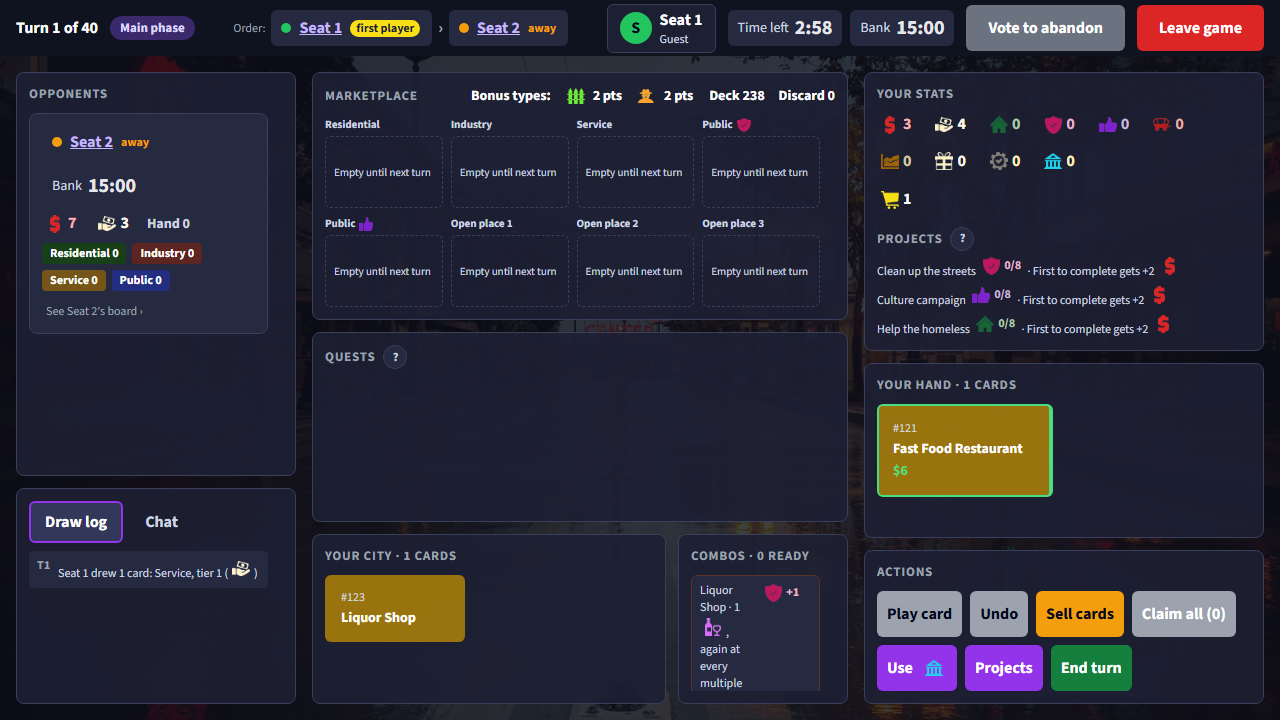 Turn 1 of 40 Main phase Order: Seat 1 first player › Seat 2 away S Seat 1 Guest Time left 2:58 Bank 15:00 Vote to abandon Leave game
OPPONENTS
Seat 2 away
Bank 15:00
7 3 Hand 0
Residential 0 Industry 0
Service 0 Public 0
See Seat 2's board ›
Draw log Chat
T1 Seat 1 drew 1 card: Service, tier 1 ( )
MARKETPLACE Bonus types: 2 pts 2 pts Deck 238 Discard 0
Residential Industry Service Public
Empty until next turn Empty until next turn Empty until next turn Empty until next turn
Public Open place 1 Open place 2 Open place 3
Empty until next turn Empty until next turn Empty until next turn Empty until next turn
QUESTS ?
YOUR CITY · 1 CARDS
#123
Liquor Shop
COMBOS · 0 READY
Liquor +1
Shop · 1
,
again at
every
multiple
YOUR STATS
$ 3 4 0 0 0 0
0 0 0 0
1
PROJECTS ?
Clean up the streets 0/8 · First to complete gets +2 $
Culture campaign 0/8 · First to complete gets +2 $
Help the homeless 0/8 · First to complete gets +2 $
YOUR HAND · 1 CARDS
#121
Fast Food Restaurant
$6
ACTIONS
Play card Undo Sell cards Claim all (0)
Use Projects End turn